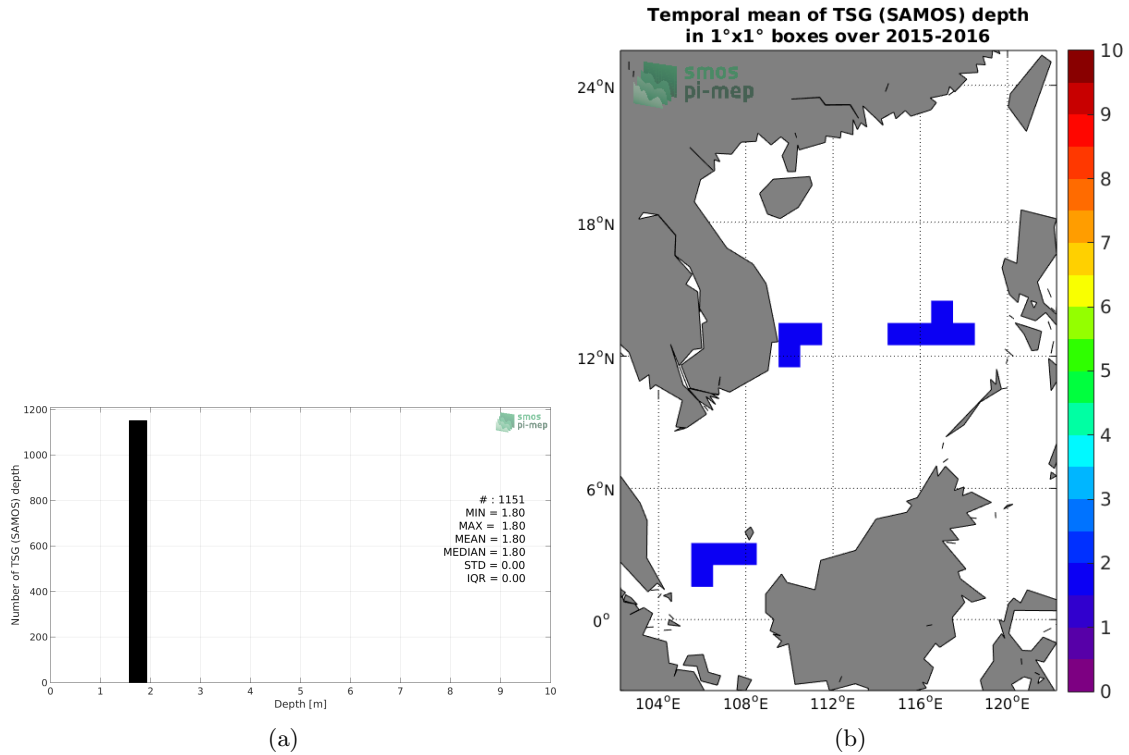 1200
1000
800
600
400
200
0
Number of TSG (SAMOS) depth
smos
pi-mep
# : 1151
MIN = 1.80
MAX = 1.80
MEAN = 1.80
MEDIAN = 1.80
STD = 0.00
IQR = 0.00
0 1 2 3 4 5 6 7 8 9 10
Depth [m]
(a)
Temporal mean of TSG (SAMOS) depth
in 1°x1° boxes over 2015-2016
smos
pi-mep
24°N
18°N
12°N
6°N
0°
104°E 108°E 112°E 116°E 120°E
10
9
8
7
6
5
4
3
2
1
0
(b)